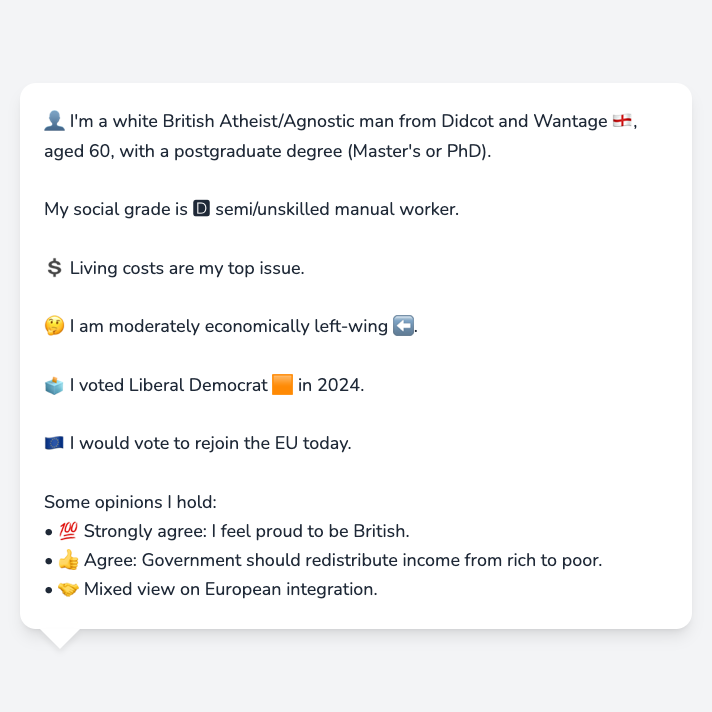 👤 I'm a white British Atheist/Agnostic man from Didcot and Wantage 🏴󠁧󠁢󠁥󠁮󠁧󠁿,
aged 60, with a postgraduate degree (Master's or PhD).
My social grade is 🅳 semi/unskilled manual worker.
💲 Living costs are my top issue.
🤔 I am moderately economically left-wing ⬅️.
🗳️ I voted Liberal Democrat 🟧 in 2024.
🇪🇺 I would vote to rejoin the EU today.
Some opinions I hold:
• 💯 Strongly agree: I feel proud to be British.
• 👍 Agree: Government should redistribute income from rich to poor.
• 🤝 Mixed view on European integration.